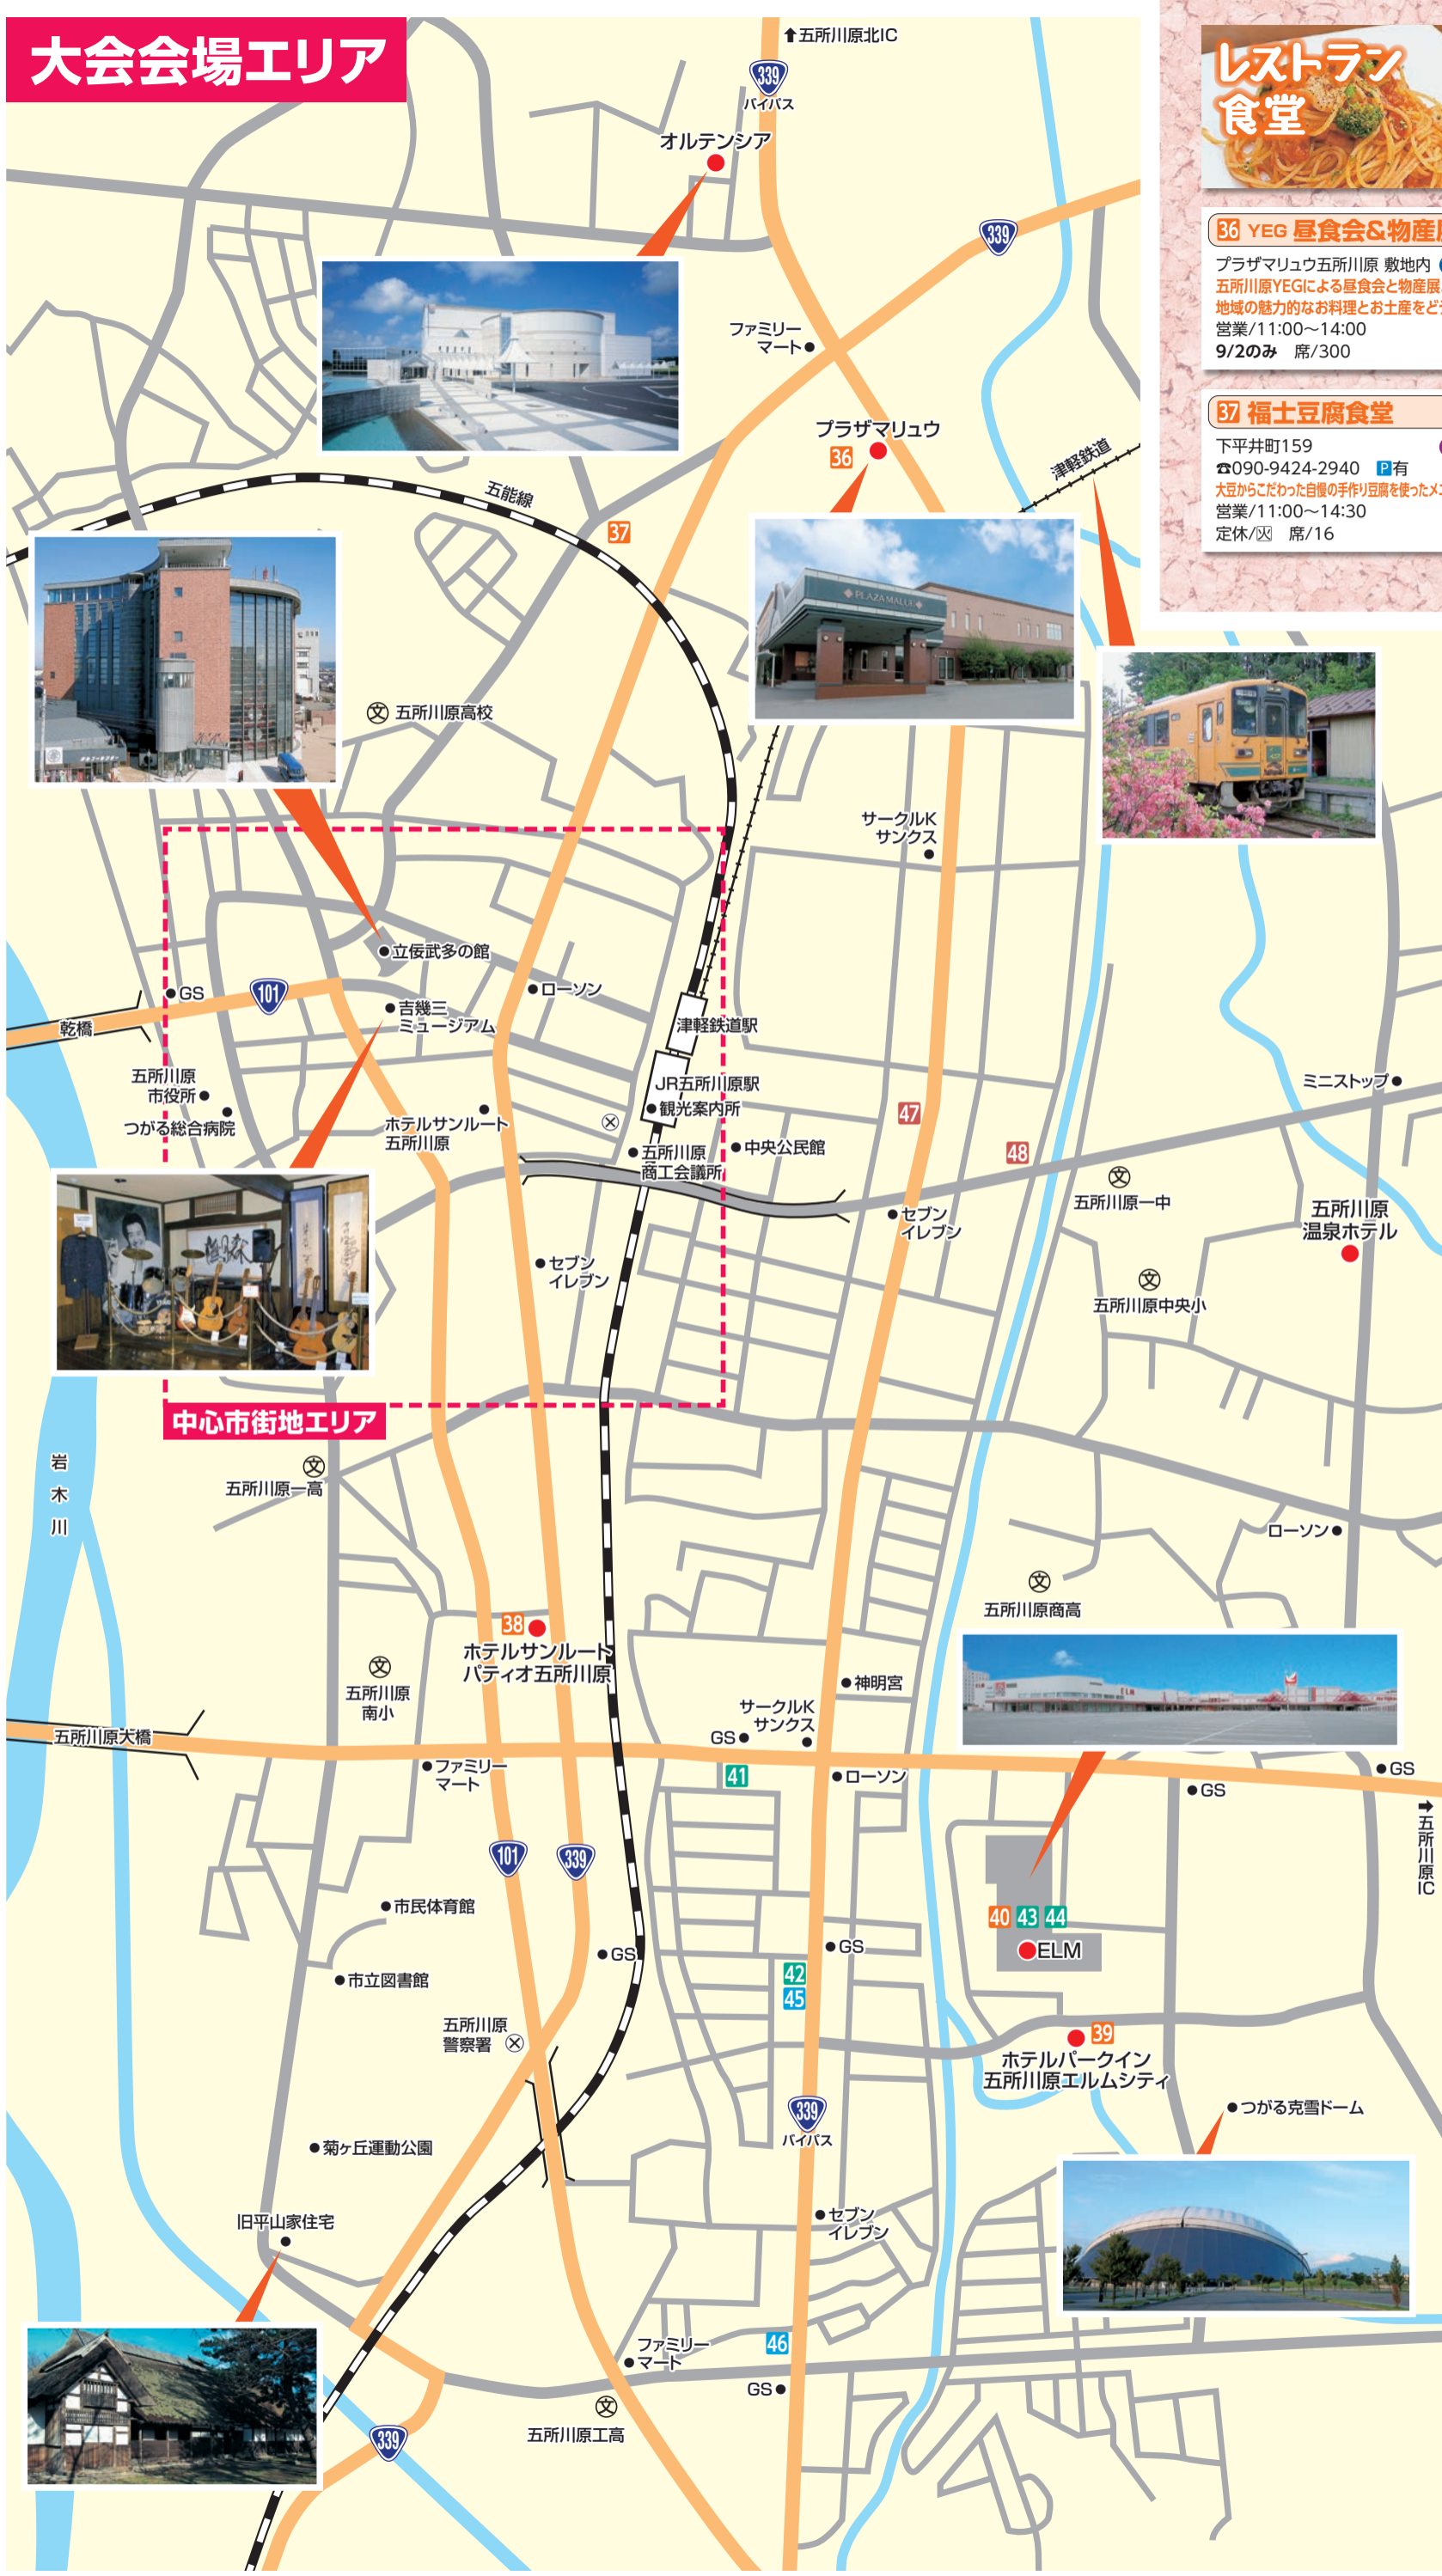 大会会場エリア
⬆五所川原北IC
339
バイパス
オルテンシア
339
ファミリー
マート
プラザマリュウ
36
津軽鉄道
五能線
37
PLAZA MALUE
五所川原高校
サークルK
サンクス
立佞武多の館
GS
101
ローソン
吉幾三
ミュージアム
乾橋
津軽鉄道駅
五所川原
市役所
JR五所川原駅
ミニストップ
観光案内所
つがる総合病院
ホテルサンルート
五所川原
47
中央公民館
五所川原
商工会議所
48
五所川原一中
セブン
イレブン
五所川原
温泉ホテル
セブン
イレブン
五所川原中央小
中心市街地エリア
岩木川
五所川原一高
ローソン
五所川原商高
38
ホテルサンルート
パティオ五所川原
五所川原
南小
神明宮
サークルK
サンクス
GS
五所川原大橋
ファミリー
マート
41
ローソン
GS
GS
➡五所川原IC
101
339
市民体育館
40 43 44
GS
GS
ELM
42
45
市立図書館
五所川原
警察署
39
ホテルパークイン
五所川原エルムシティ
339
バイパス
つがる克雪ドーム
菊ヶ丘運動公園
セブン
イレブン
旧平山家住宅
46
ファミリー
マート
GS
五所川原工高
339
レストラン
食堂
36 YEG 昼食会&物産
プラザマリュウ五所川原 敷地内
五所川原YEGによる昼食会と物産展
地域の魅力的なお料理とお土産をど
営業/11:00〜14:00
9/2のみ 席/300
37 福士豆腐食堂
下平井町159
☎090-9424-2940 P有
大豆からこだわった自慢の手作り豆腐を使ったメ
営業/11:00〜14:30
定休/火 席/16